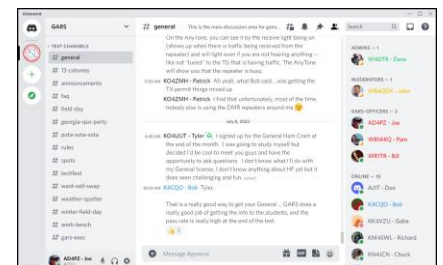 GARS
# general
This is the main discussion area for gene...
Search
TEXT CHANNELS
general
13-colonies
announcements
faq
field-day
georgia-qso-party
pota-sota-vota
rules
spots
techfest
want-sell-swap
weather-spotter
winter-field-day
work-bench
gars-exec
AD4PZ - Joe
On the Any tone, you can see it by the receive light being on
(shows up when there is traffic being received from the
repeater) and will light even if you are not hearing anything --
like not "tuned" to the TG that is having traffic. The AnyTone
will show you that the repeater is busy.
KO4ZMH - Patrick Ah yeah, what Bob said... was getting the
TX permit things mixed up
KO4ZMH - Patrick I find that unfortunately, most of the time,
nobody else is using the DMR repeaters around me
July 8, 2022
KO4UUT - Tyler I signed up for the General Ham Cram at
the end of the month. I was going to study myself but
decided I'd be cool to meet you guys and have the
opportunity to ask questions. I don't know what I'll do with
my General license. I don't know anything about HF yet but it
does seem challenging and fun.
K4CQO - Bob Tyler,
That is a really good way to get your General ... GARS does a
really good job of getting the info to the students, and the
pass rate is really high at the end of the test.
1
Message #general
ADMINS — 1
W4DTR - Dave
MODERATORS — 1
- John
GARS-OFFICERS — 3
AD4PZ - Joe
W8IAKQ - Pam
W8ITR - Bill
ONLINE — 10
AJ1T - Don
K4CQO - Bob
KK4VZU - Gabe
KM4SWL - Richard
KN4ICN - Chuck